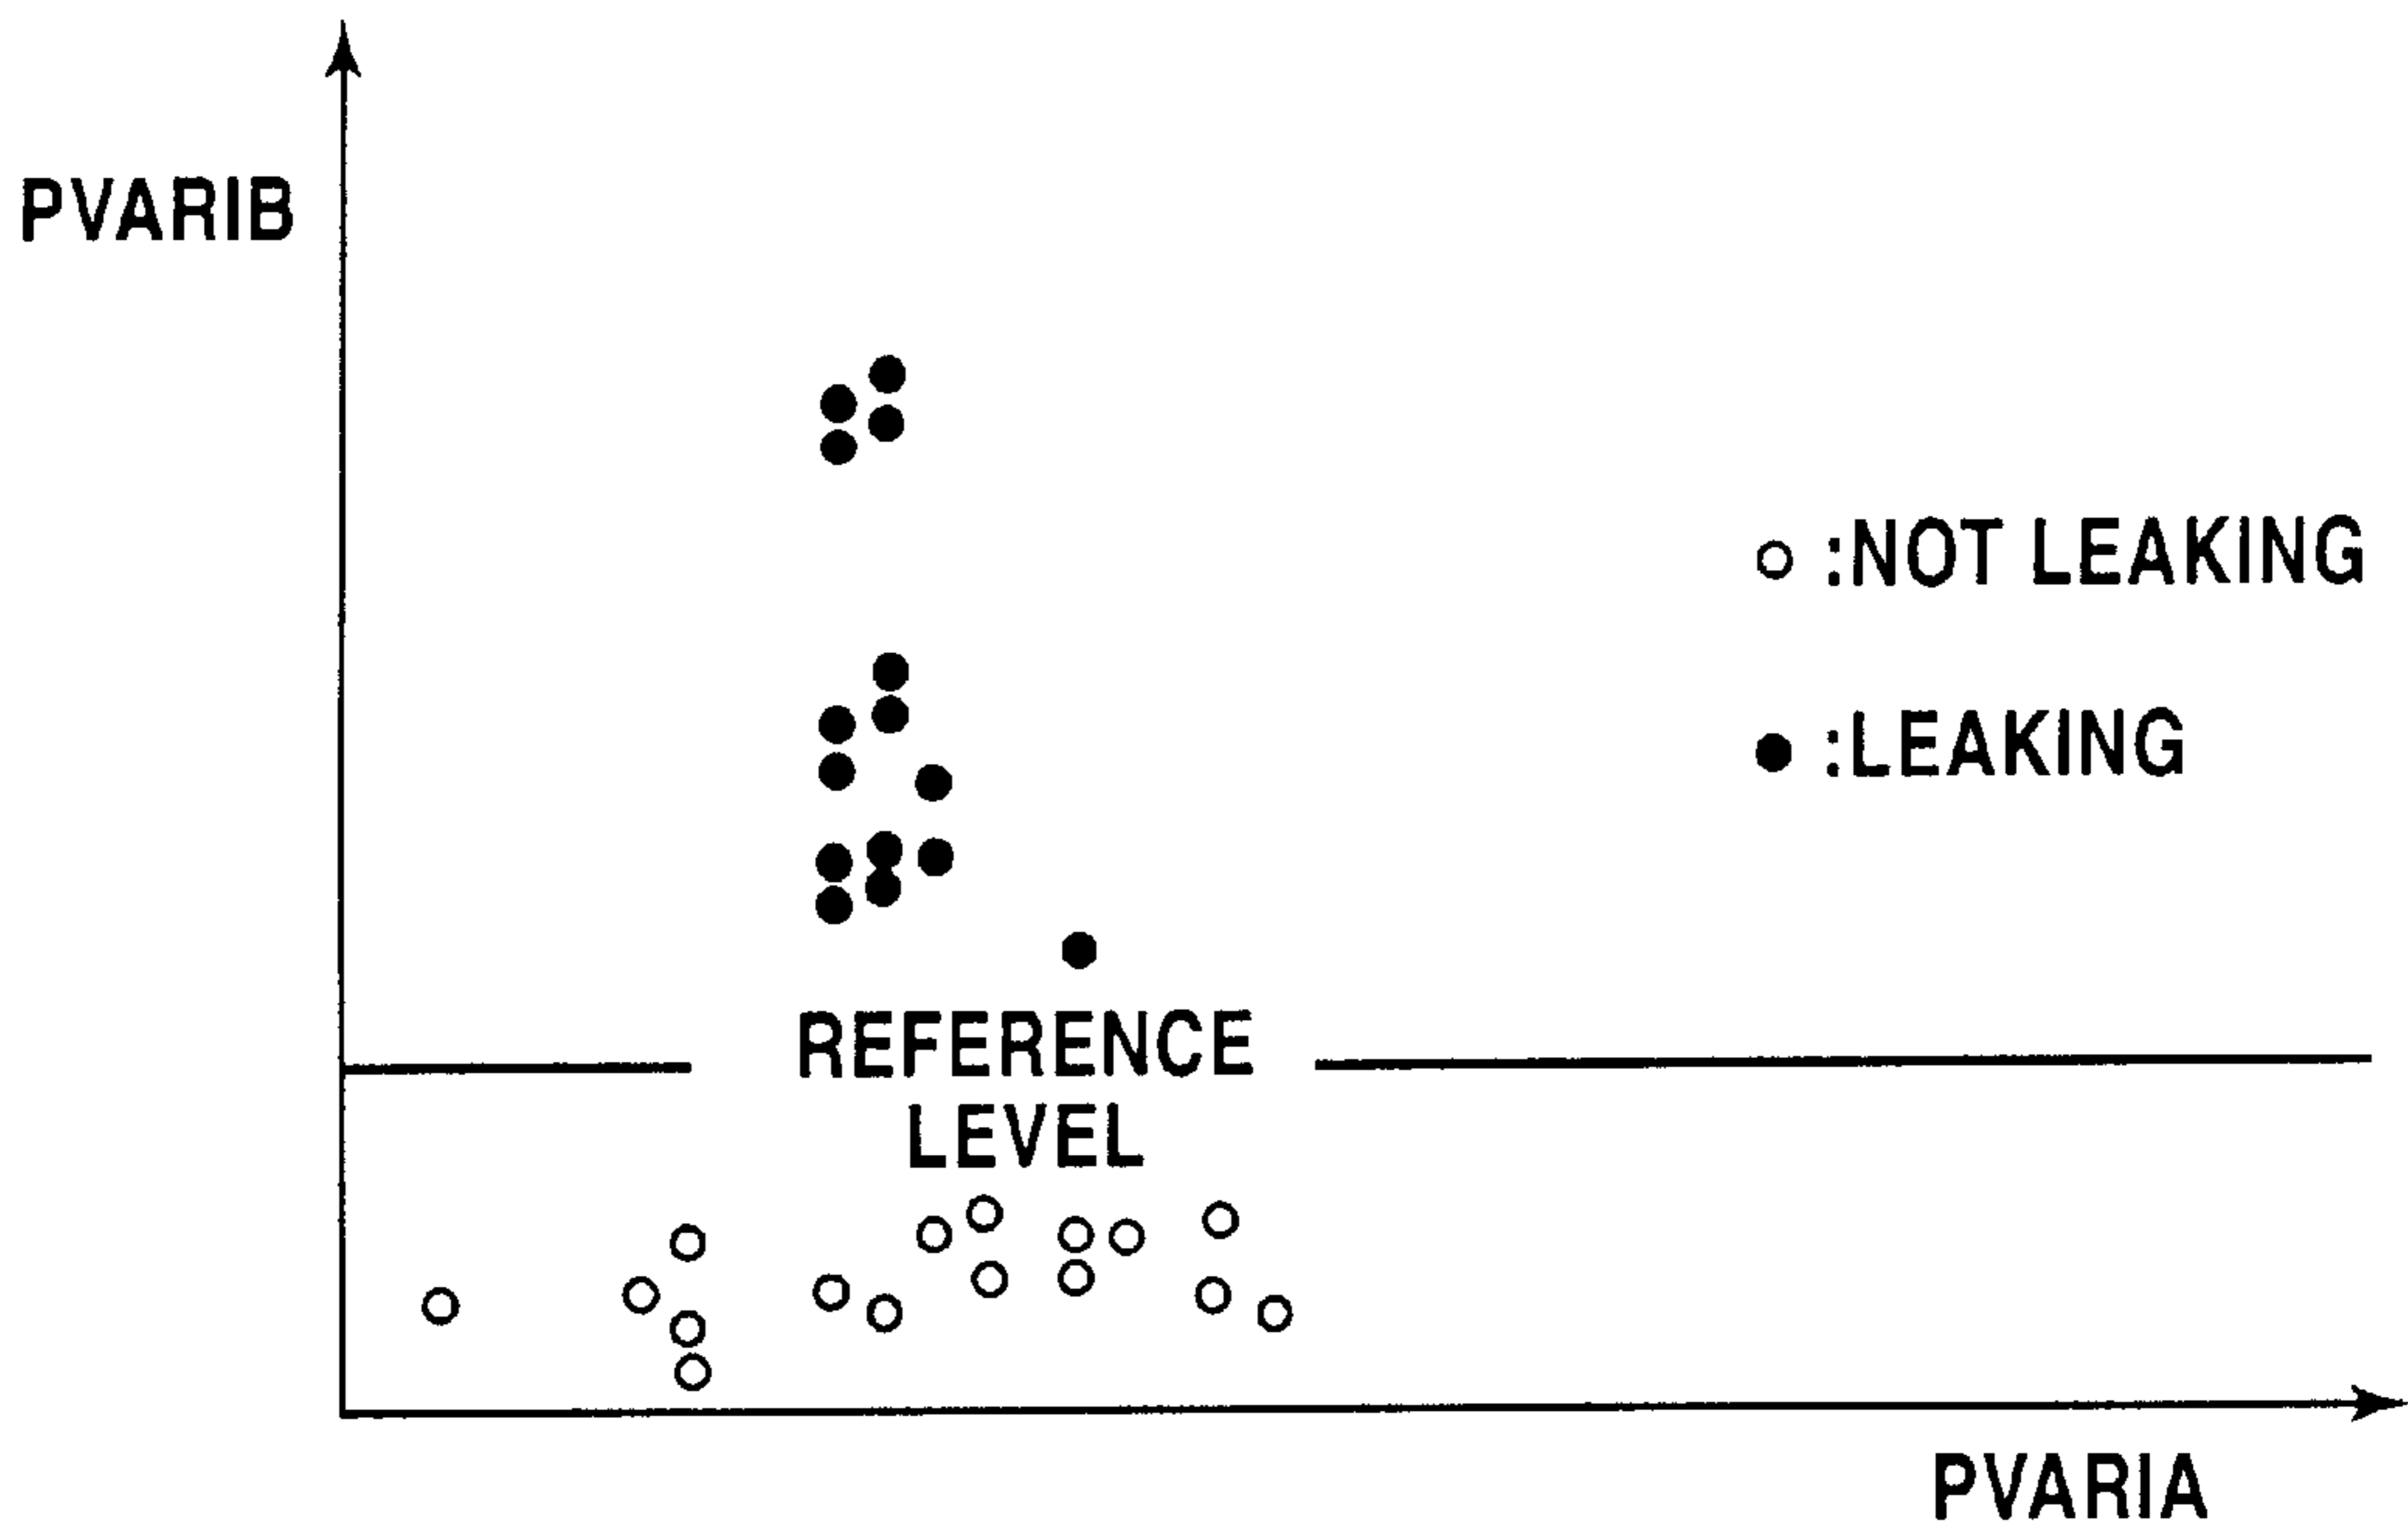 PVARIB
:NOT LEAKING
:LEAKING
REFERENCE
LEVEL
PVARIA